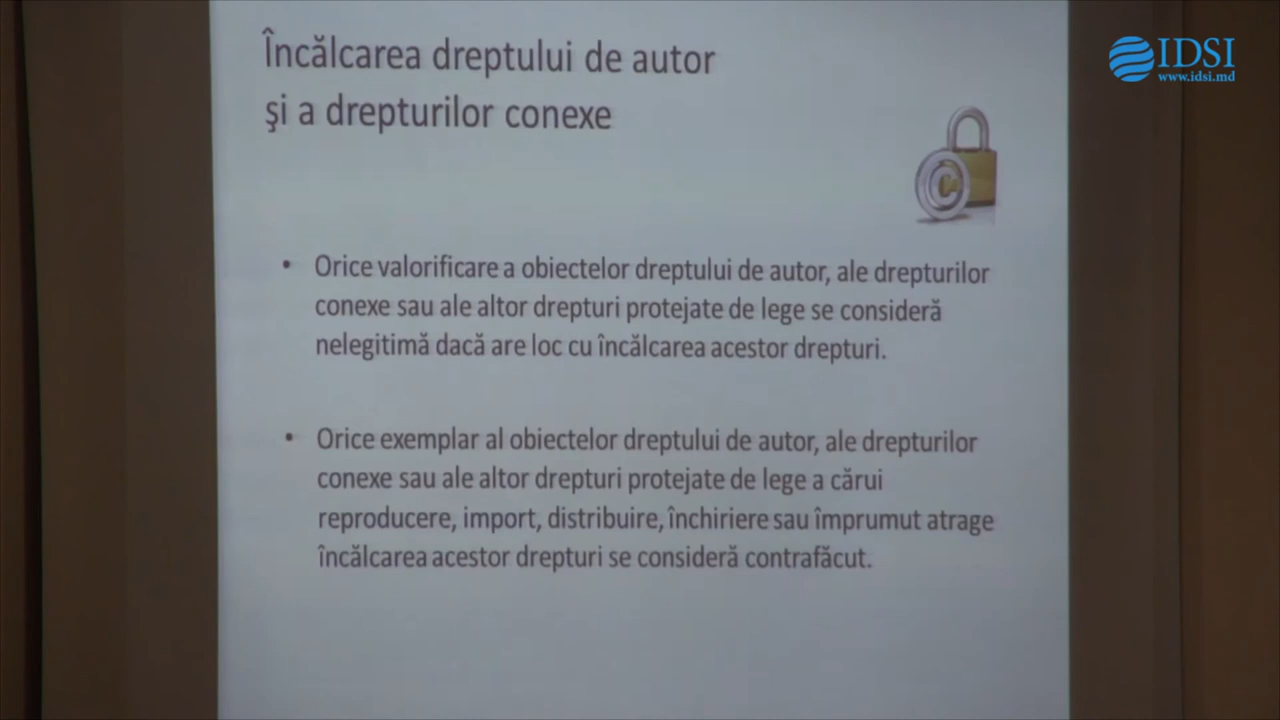 Încălcarea dreptului de autor
şi a drepturilor conexe
IDSI
www.idsi.md
©
• Orice valorificare a obiectelor dreptului de autor, ale drepturilor
conexe sau ale altor drepturi protejate de lege se consideră
nelegitimă dacă are loc cu încălcarea acestor drepturi.
• Orice exemplar al obiectelor dreptului de autor, ale drepturilor
conexe sau ale altor drepturi protejate de lege a cărui
reproducere, import, distribuire, închiriere sau împrumut atrage
încălcarea acestor drepturi se consideră contrafăcut.